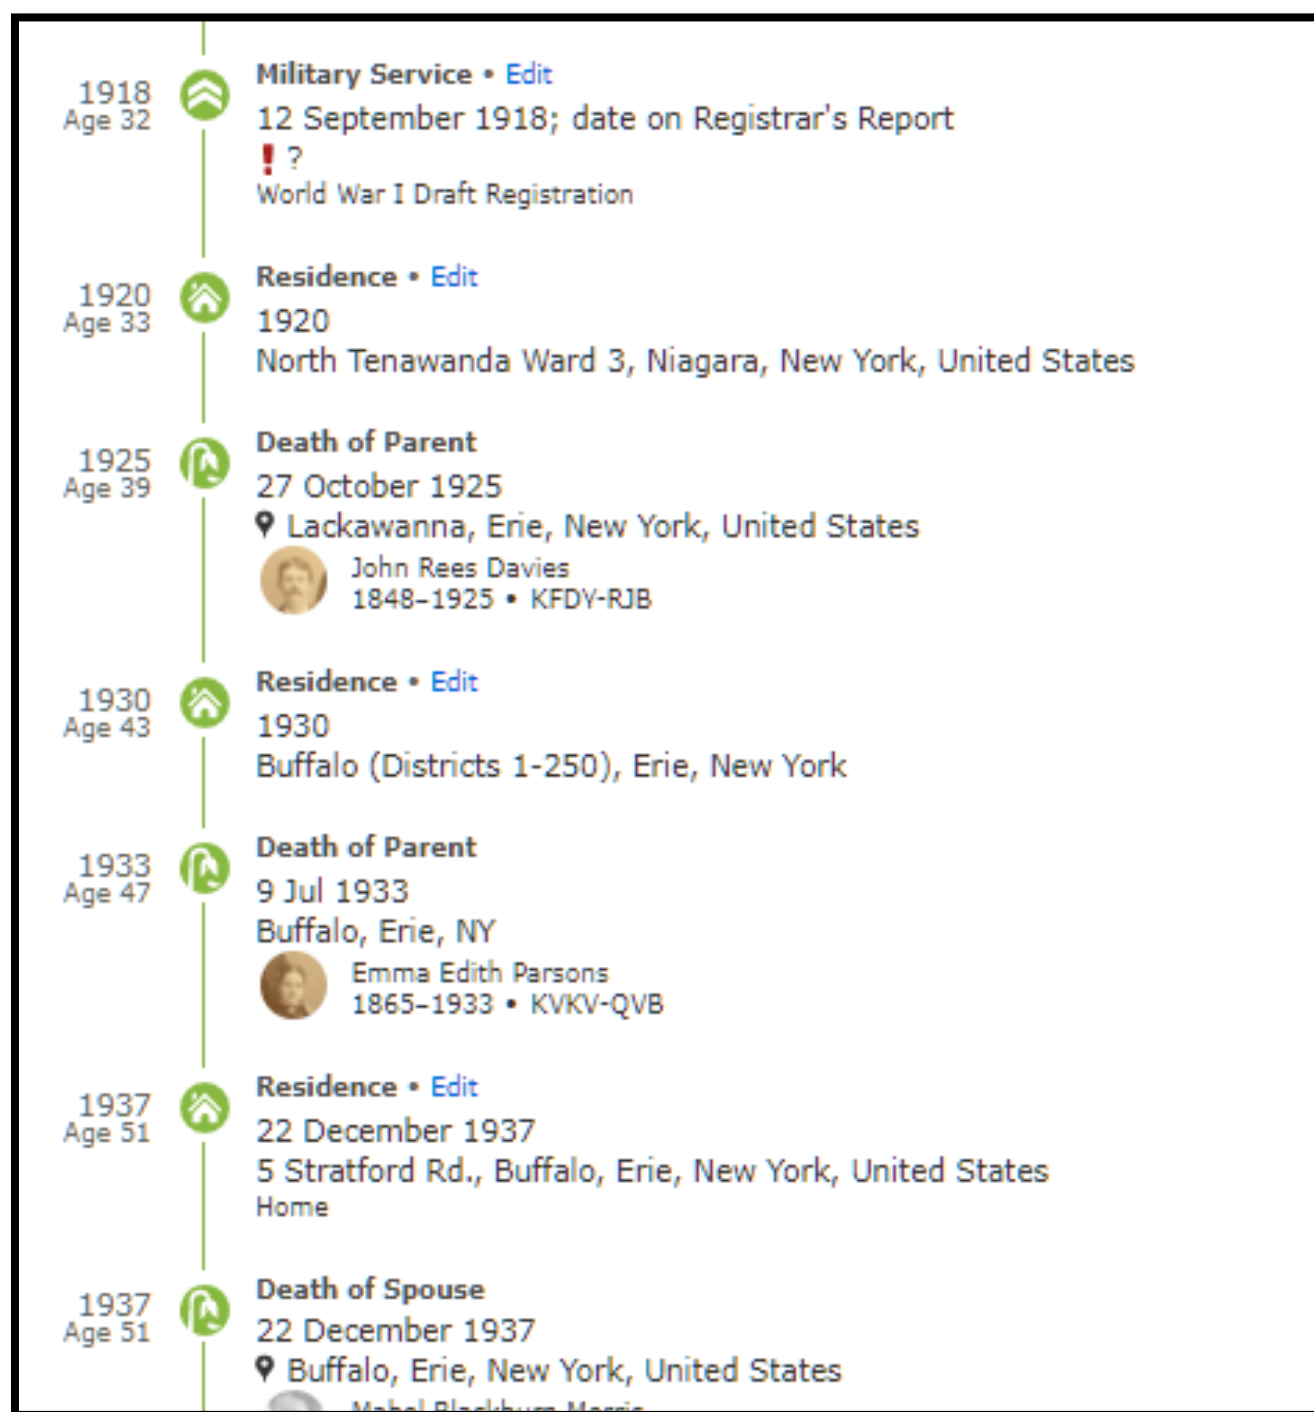 1918
Age 32
Military Service • Edit
12 September 1918; date on Registrar's Report
! ?
World War I Draft Registration
1920
Age 33
Residence • Edit
1920
North Tenawanda Ward 3, Niagara, New York, United States
1925
Age 39
Death of Parent
27 October 1925
Lackawanna, Erie, New York, United States
John Rees Davies
1848–1925 • KFDY-RJB
1930
Age 43
Residence • Edit
1930
Buffalo (Districts 1-250), Erie, New York
1933
Age 47
Death of Parent
9 Jul 1933
Buffalo, Erie, NY
Emma Edith Parsons
1865–1933 • KVKV-QVB
1937
Age 51
Residence • Edit
22 December 1937
5 Stratford Rd., Buffalo, Erie, New York, United States
Home
1937
Age 51
Death of Spouse
22 December 1937
Buffalo, Erie, New York, United States
Mabel Blackburn Morris